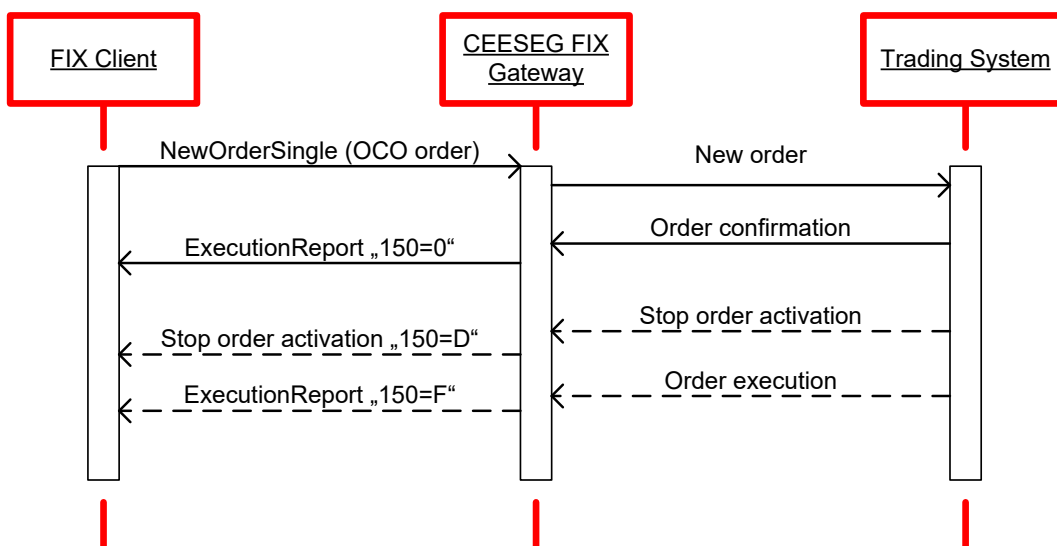 FIX Client
CEESEG FIX
Gateway
Trading System
NewOrderSingle (OCO order)
New order
Order confirmation
ExecutionReport „150=0“
Stop order activation
Stop order activation „150=D“
Order execution
ExecutionReport „150=F“